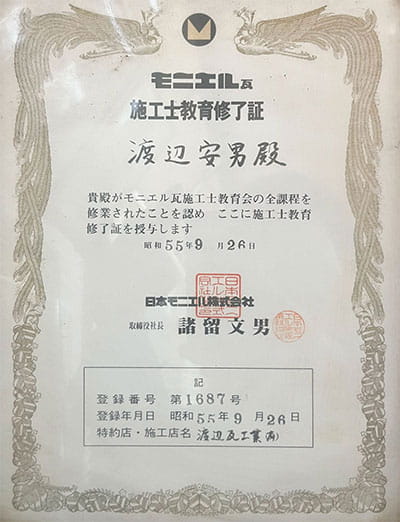 モニエル瓦
施工士教育修了証
渡辺安男殿
貴殿がモニエル瓦施工士教育会の全課程を
修業されたことを認め ここに施工士教育
修了証を授与します
昭和55年9月26日
日本モニエル株式会社
取締役社長 諸留文男
記
登録番号 第1687号
登録年月日 昭和55年9月26日
特約店・施工店名 渡辺瓦工業(有)